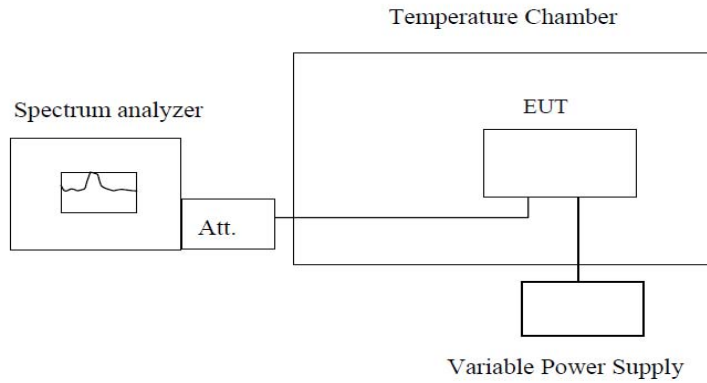 Temperature Chamber
Spectrum analyzer
EUT
Att.
Variable Power Supply